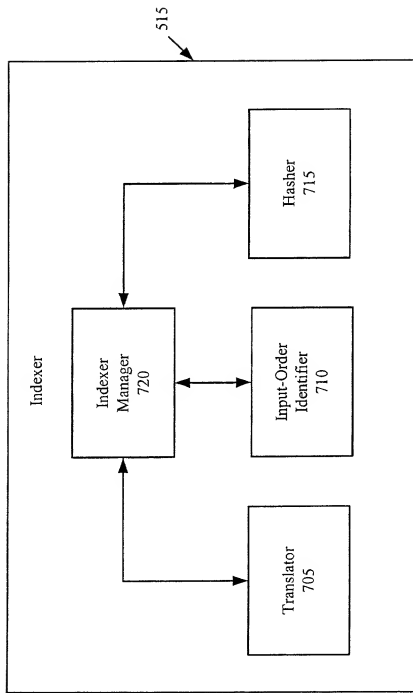 515
Indexer
Indexer
Manager
720
Translator
705
Input-Order
Identifier
710
Hasher
715